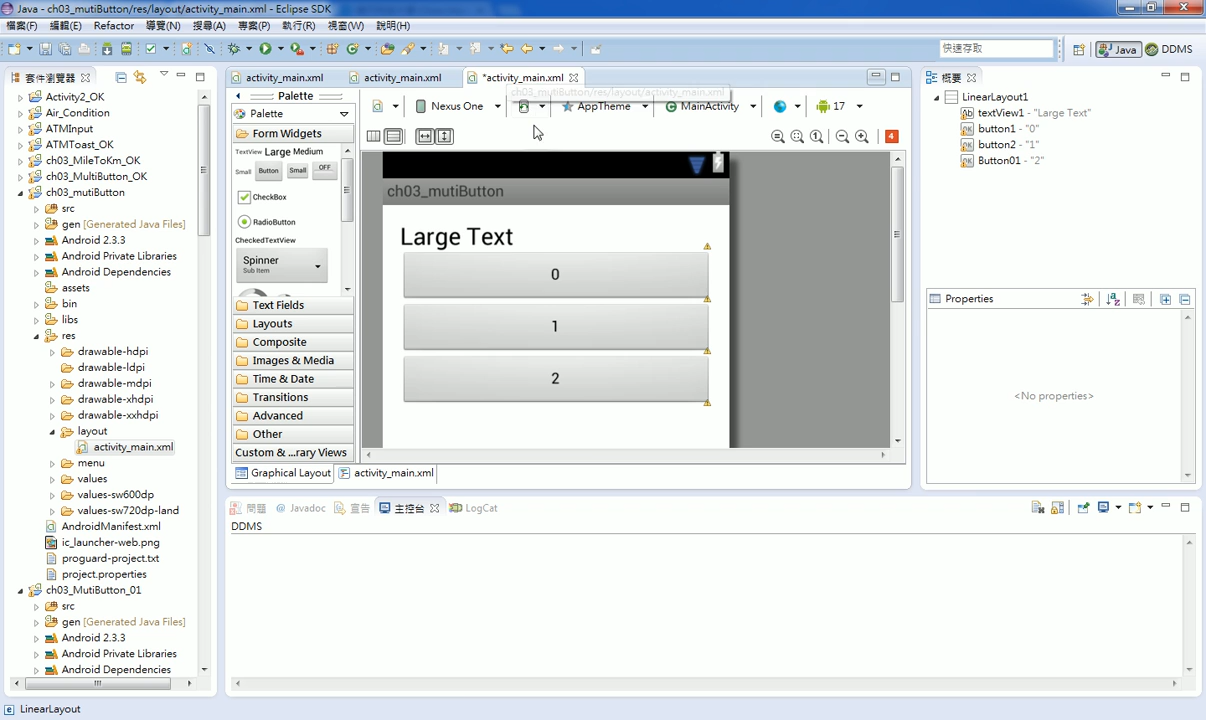 Java - ch03_mutiButton/res/layout/activity_main.xml - Eclipse SDK
檔案(F) 編輯(E) Refactor 導覽(N) 搜尋(A) 專案(P) 執行(R) 視窗(W) 說明(H)
快速存取
Java
DDMS
套件瀏覽器
Activity2_OK
Air_Condition
ATMInput
ATMToast_OK
ch03_MileToKm_OK
ch03_MultiButton_OK
ch03_mutiButton
src
gen [Generated Java Files]
Android 2.3.3
Android Private Libraries
Android Dependencies
assets
bin
libs
res
drawable-hdpi
drawable-ldpi
drawable-mdpi
drawable-xhdpi
drawable-xxhdpi
layout
activity_main.xml
menu
values
values-sw600dp
values-sw720dp-land
AndroidManifest.xml
ic_launcher-web.png
proguard-project.txt
project.properties
ch03_MutiButton_01
src
gen [Generated Java Files]
Android 2.3.3
Android Private Libraries
Android Dependencies
activity_main.xml
activity_main.xml
*activity_main.xml
ch03_mutiButton/res/layout/activity_main.xml
Palette
Palette
Form Widgets
TextView Large Medium
Small Button Small OFF
CheckBox
RadioButton
CheckedTextView
Spinner
Sub Item
Text Fields
Layouts
Composite
Images & Media
Time & Date
Transitions
Advanced
Other
Custom & ...rary Views
Nexus One
AppTheme
MainActivity
17
4
ch03_mutiButton
Large Text
0
1
2
Graphical Layout
activity_main.xml
概要
LinearLayout1
textView1 - "Large Text"
button1 - "0"
button2 - "1"
Button01 - "2"
Properties
<No properties>
問題
@ Javadoc
宣告
主控台
LogCat
DDMS
LinearLayout